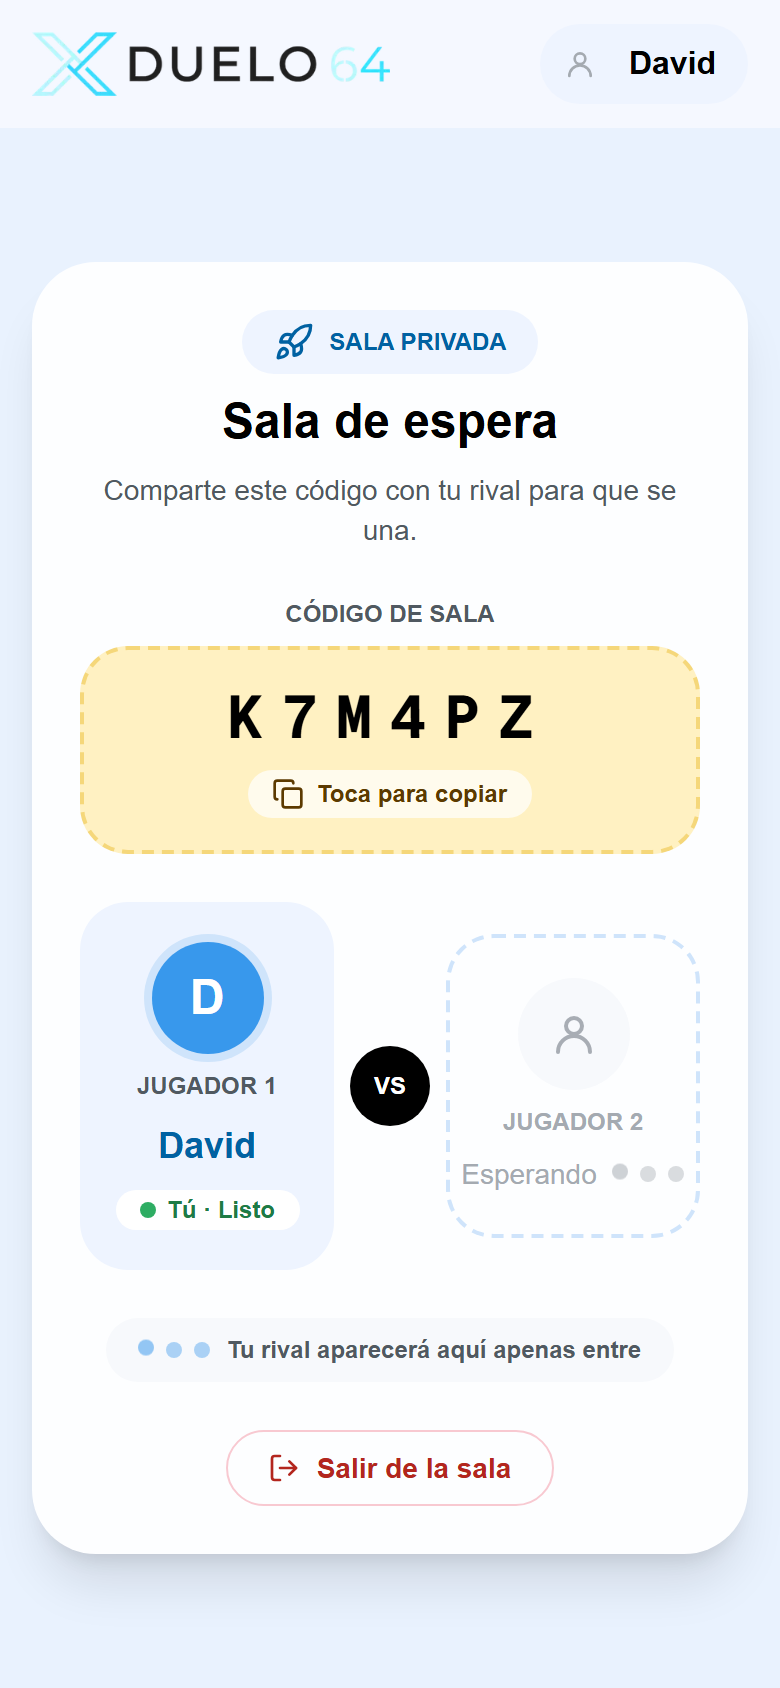 DUELO 64
David
SALA PRIVADA
Sala de espera
Comparte este código con tu rival para que se
una.
CÓDIGO DE SALA
K7M4PZ
Toca para copiar
D
JUGADOR 1
David
Tú · Listo
VS
JUGADOR 2
Esperando
Tu rival aparecerá aquí apenas entre
Salir de la sala